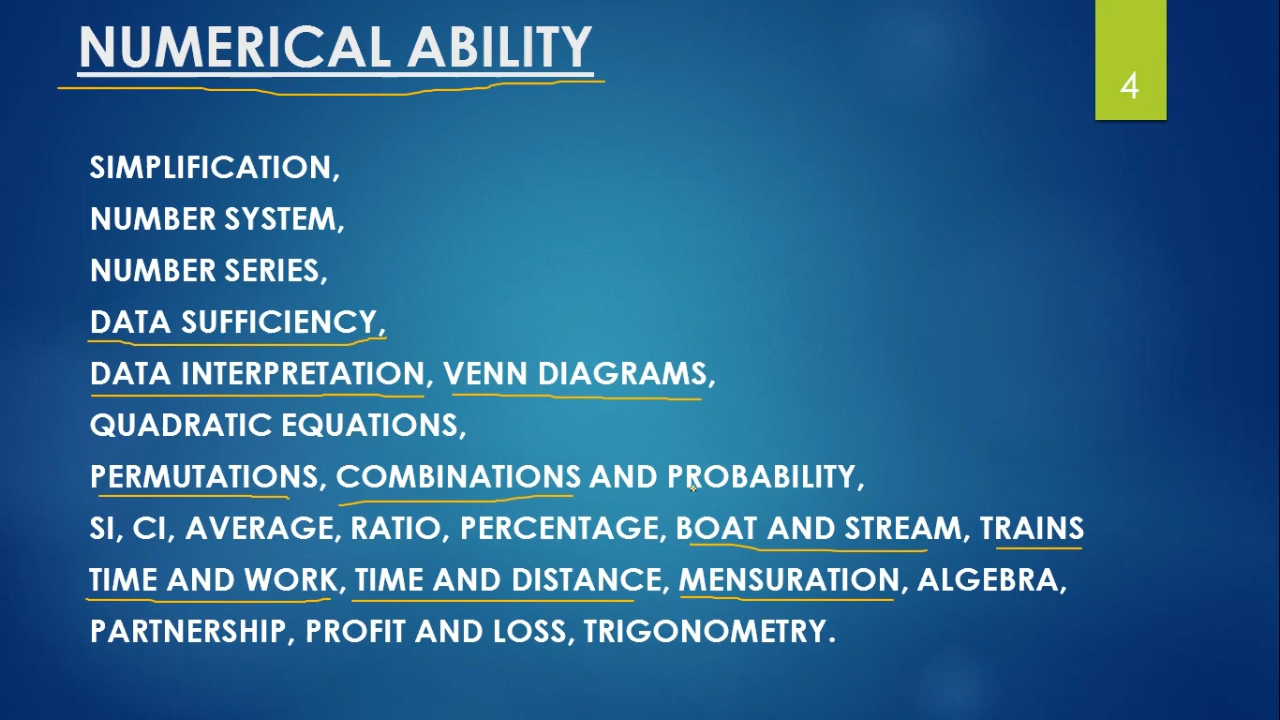 NUMERICAL ABILITY
4
SIMPLIFICATION,
NUMBER SYSTEM,
NUMBER SERIES,
DATA SUFFICIENCY,
DATA INTERPRETATION, VENN DIAGRAMS,
QUADRATIC EQUATIONS,
PERMUTATIONS, COMBINATIONS AND PROBABILITY,
SI, CI, AVERAGE, RATIO, PERCENTAGE, BOAT AND STREAM, TRAINS
TIME AND WORK, TIME AND DISTANCE, MENSURATION, ALGEBRA,
PARTNERSHIP, PROFIT AND LOSS, TRIGONOMETRY.